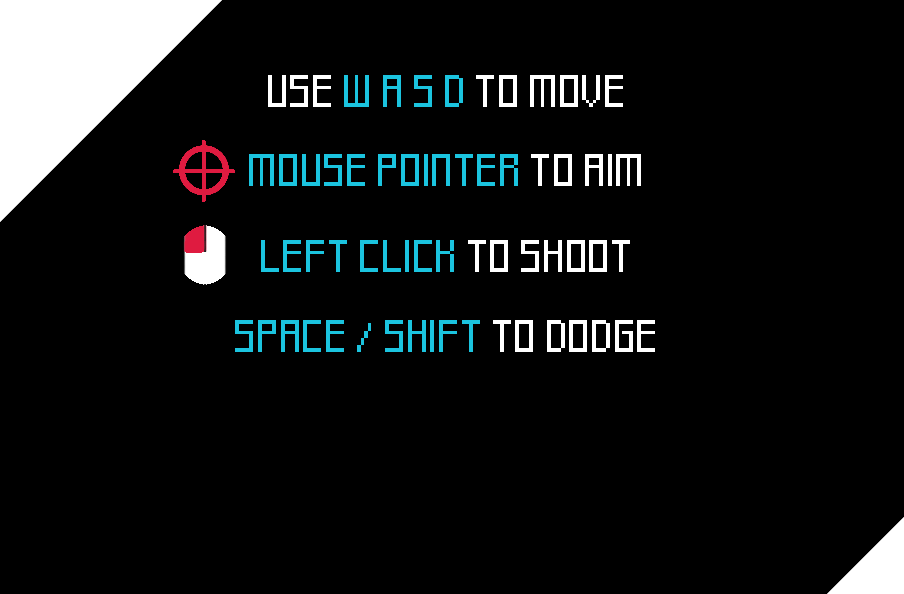 USE W A S D TO MOVE
MOUSE POINTER TO AIM
LEFT CLICK TO SHOOT
SPACE / SHIFT TO DODGE